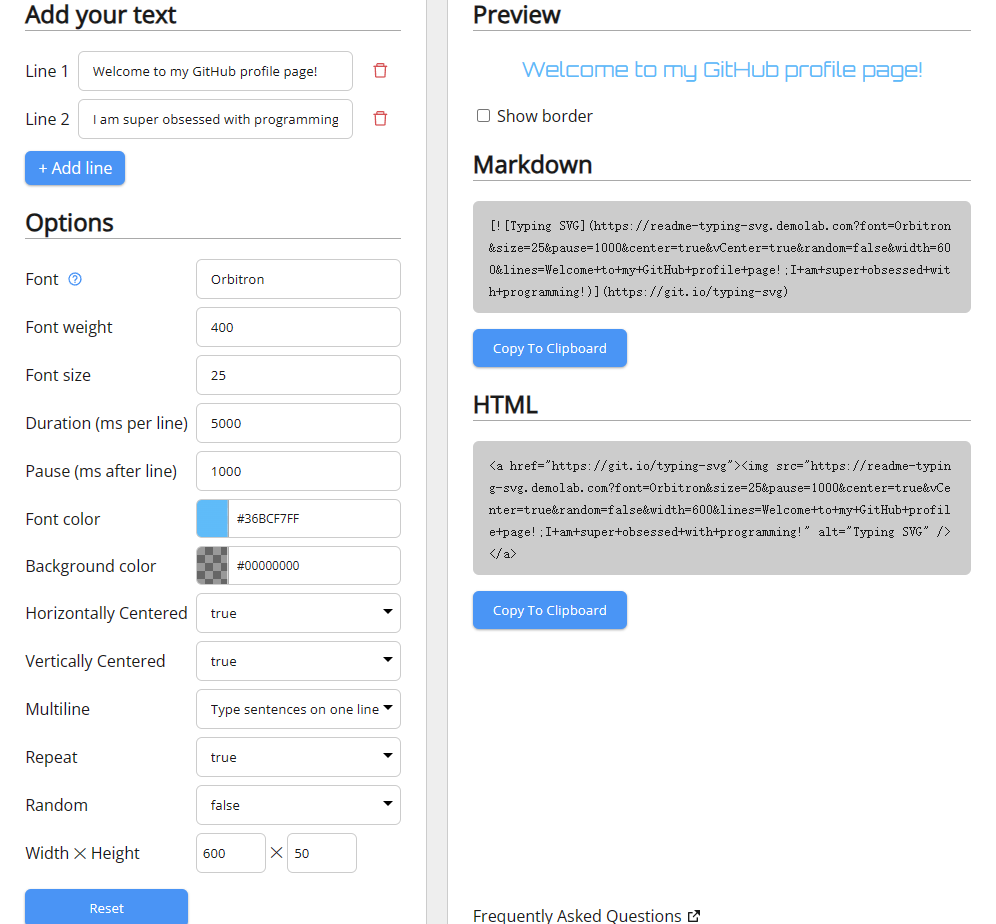 Add your text
Line 1
Welcome to my GitHub profile page!
Line 2
I am super obsessed with programming
+ Add line
Options
Font
Orbitron
Font weight
400
Font size
25
Duration (ms per line)
5000
Pause (ms after line)
1000
Font color
#36BCF7FF
Background color
#00000000
Horizontally Centered
true
Vertically Centered
true
Multiline
Type sentences on one line
Repeat
true
Random
false
Width × Height
600 × 50
Reset
Preview
Welcome to my GitHub profile page!
Show border
Markdown
[![Typing SVG](https://readme-typing-svg.demolab.com?font=Orbitron
&size=25&pause=1000&center=true&vCenter=true&random=false&width=60
0&lines=Welcome+to+my+GitHub+profile+page!;I+am+super+obsessed+wit
h+programming!)](https://git.io/typing-svg)
Copy To Clipboard
HTML
<a href="https://git.io/typing-svg"><img src="https://readme-typin
g-svg.demolab.com?font=Orbitron&size=25&pause=1000&center=true&vCe
nter=true&random=false&width=600&lines=Welcome+to+my+GitHub+profil
e+page!;I+am+super+obsessed+with+programming!" alt="Typing SVG" />
</a>
Copy To Clipboard
Frequently Asked Questions